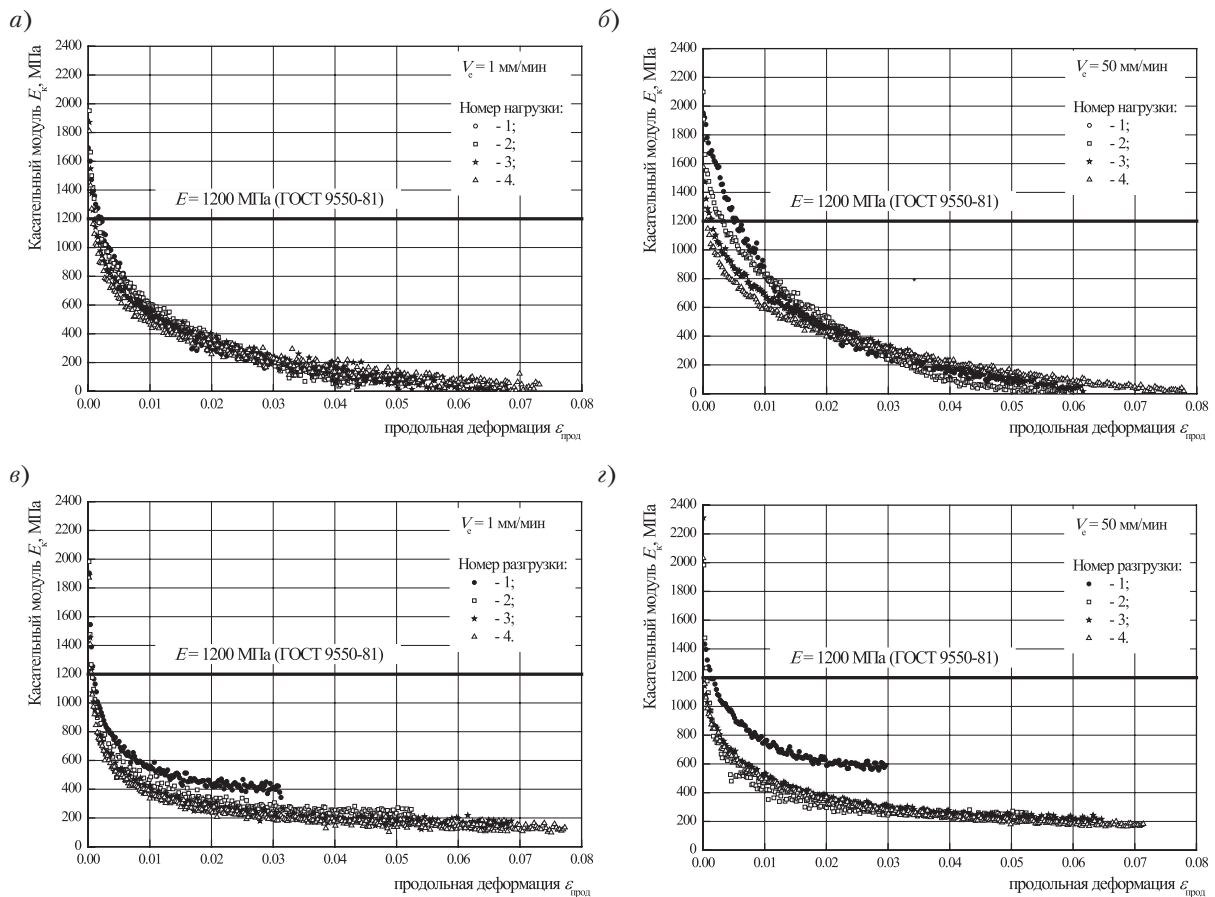 а)
Касательный модуль Eк, МПа
2400
2200
2000
1800
1600
1400
1200
1000
800
600
400
200
0
0.00 0.01 0.02 0.03 0.04 0.05 0.06 0.07 0.08
Vе = 1 мм/мин
Номер нагрузки:
- 1;
- 2;
- 3;
- 4.
E = 1200 МПа (ГОСТ 9550-81)
продольная деформация εпрод
б)
Касательный модуль Eк, МПа
2400
2200
2000
1800
1600
1400
1200
1000
800
600
400
200
0
0.00 0.01 0.02 0.03 0.04 0.05 0.06 0.07 0.08
Vе = 50 мм/мин
Номер нагрузки:
- 1;
- 2;
- 3;
- 4.
E = 1200 МПа (ГОСТ 9550-81)
продольная деформация εпрод
в)
Касательный модуль Eк, МПа
2400
2200
2000
1800
1600
1400
1200
1000
800
600
400
200
0
0.00 0.01 0.02 0.03 0.04 0.05 0.06 0.07 0.08
Vе = 1 мм/мин
Номер разгрузки:
- 1;
- 2;
- 3;
- 4.
E = 1200 МПа (ГОСТ 9550-81)
продольная деформация εпрод
г)
Касательный модуль Eк, МПа
2400
2200
2000
1800
1600
1400
1200
1000
800
600
400
200
0
0.00 0.01 0.02 0.03 0.04 0.05 0.06 0.07 0.08
Vе = 50 мм/мин
Номер разгрузки:
- 1;
- 2;
- 3;
- 4.
E = 1200 МПа (ГОСТ 9550-81)
продольная деформация εпрод